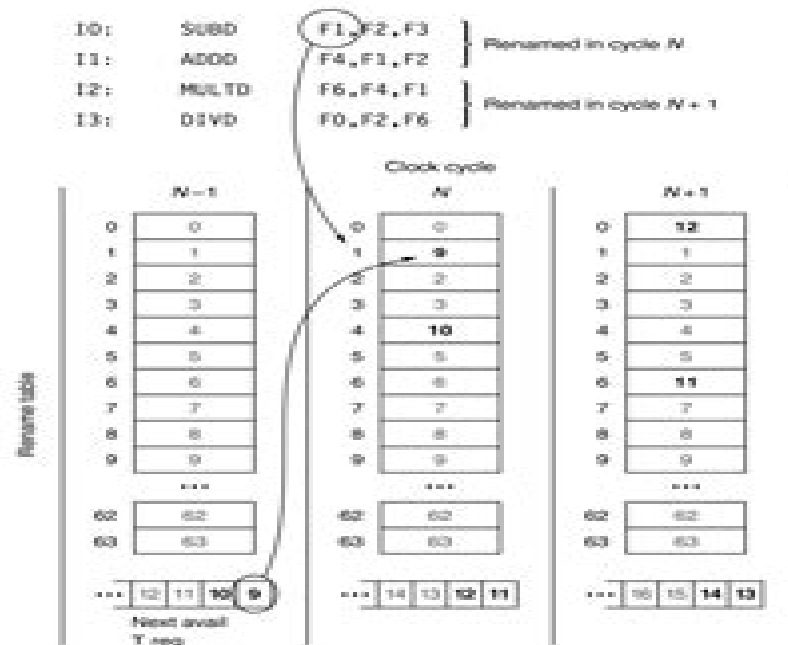 I0: SUBD F1,F2,F3
I1: ADDD F4,F1,F2
Renamed in cycle N
I2: MULTD F6,F4,F1
I3: DIVD F0,F2,F6
Renamed in cycle N + 1
Clock cycle
N – 1 N N + 1
Rename table
0 0 0 0 0 12
1 1 1 9 1 1
2 2 2 2 2 2
3 3 3 3 3 3
4 4 4 10 4 4
5 5 5 5 5 5
6 6 6 6 6 11
7 7 7 7 7 7
8 8 8 8 8 8
9 9 9 9 9 9
... ... ...
62 62 62 62 62 62
63 63 63 63 63 63
... 12 11 10 9 ... 14 13 12 11 ... 16 15 14 13
Next avail
T reg